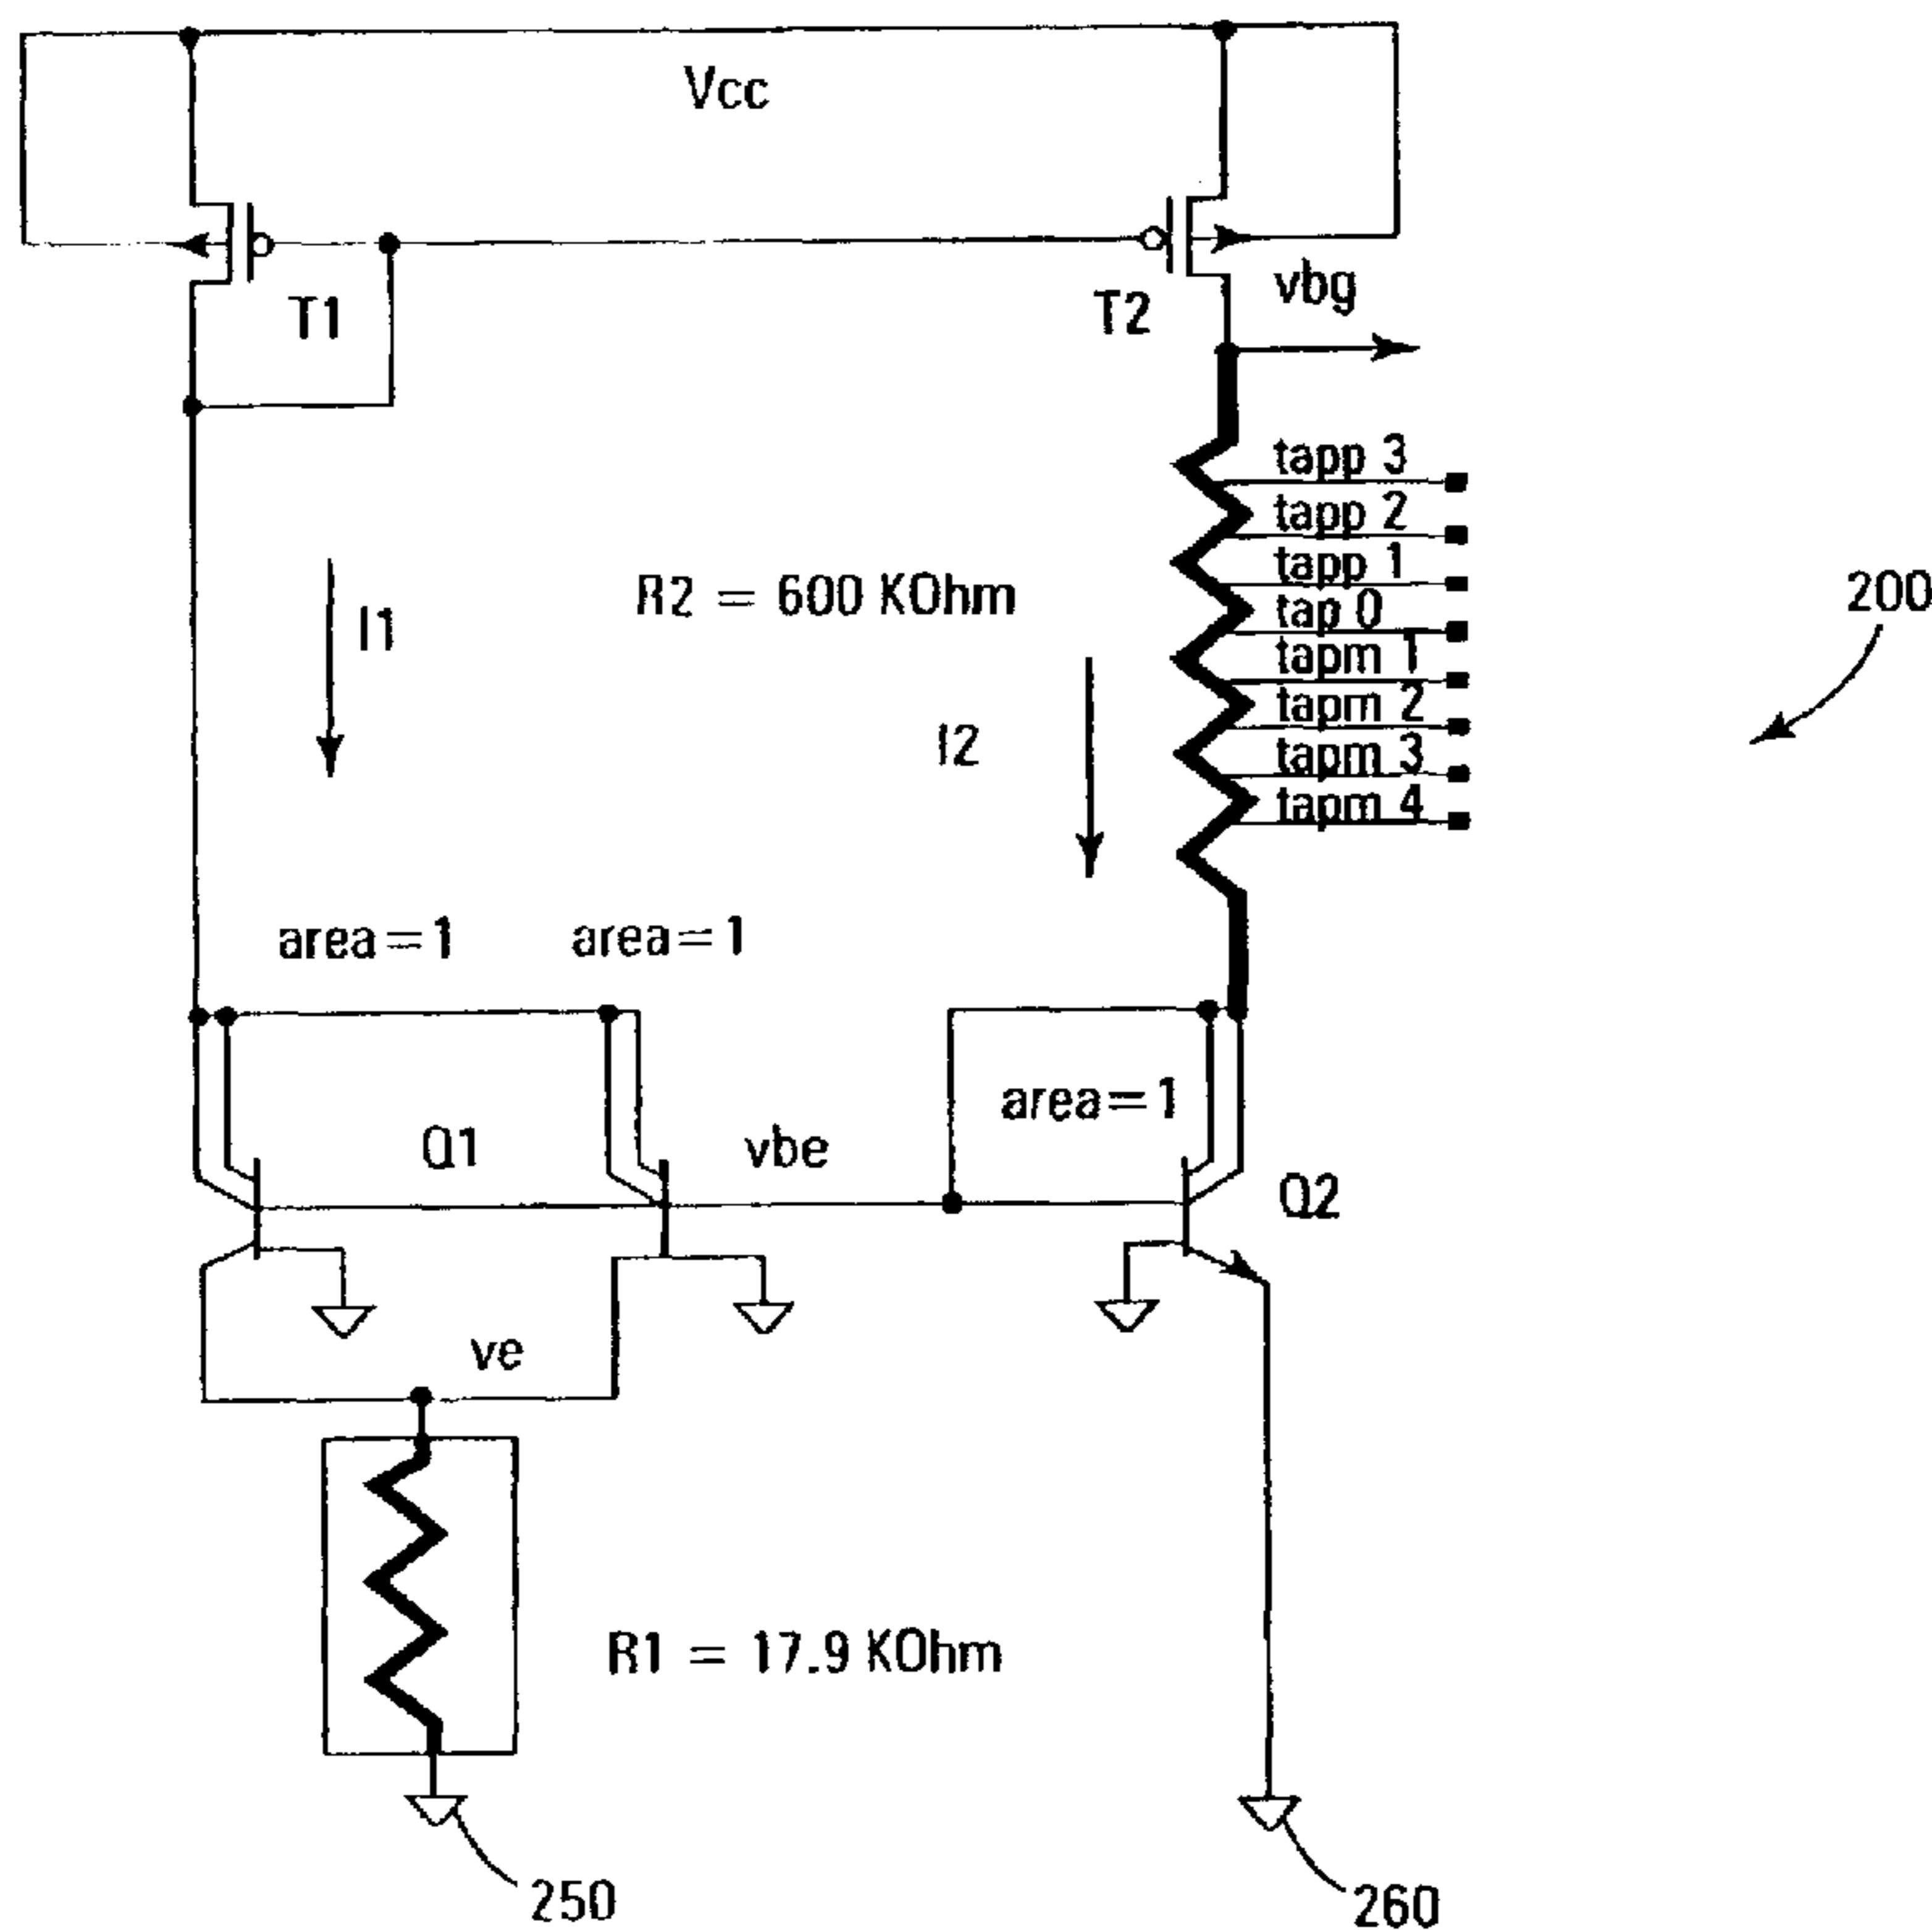 Vcc
T1
T2
vbg
tapp 3
tapp 2
tapp 1
tap 0
tapm 1
tapm 2
tapm 3
tapm 4
R2 = 600 KOhm
200
I1
I2
area=1
area=1
area=1
Q1
vbe
Q2
ve
R1 = 17.9 KOhm
250
260